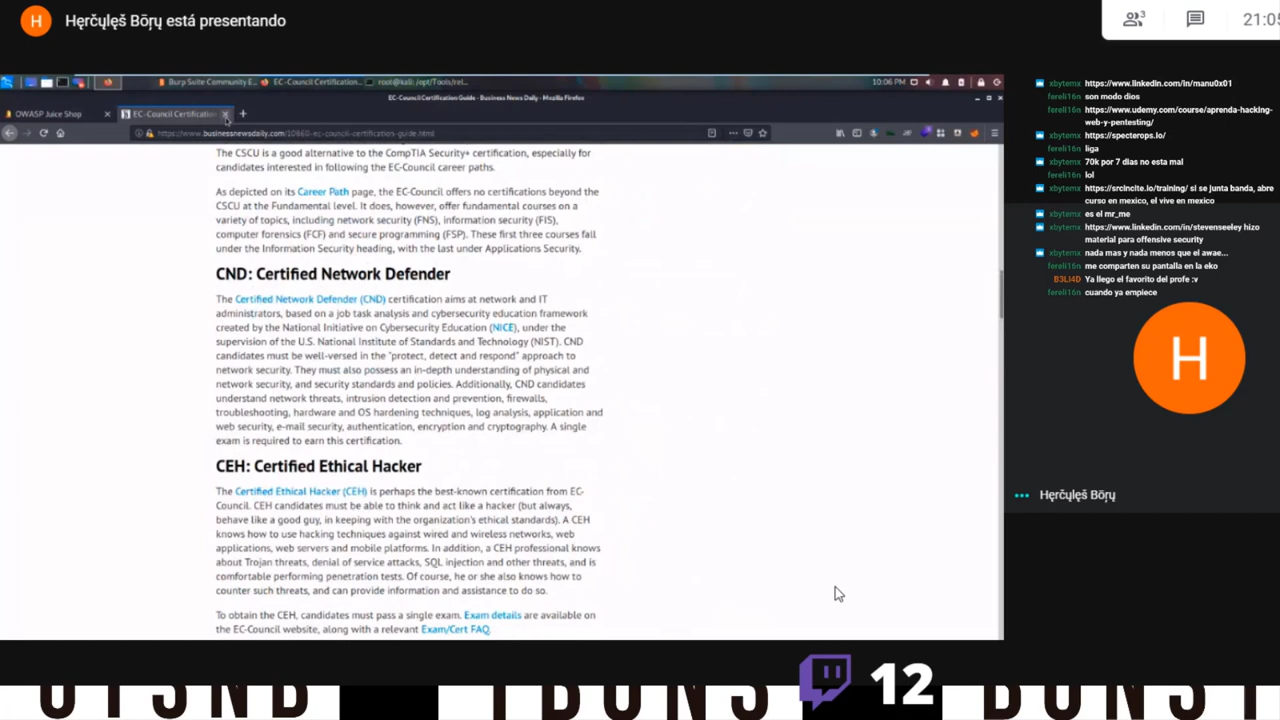 H
Hęrčųlęš Bōŗų está presentando
3
21:05
Burp Suite Community E...
EC-Council Certification...
root@kali: /opt/Tools/rel...
10:06 PM
EC-Council Certification Guide - Business News Daily - Mozilla Firefox
OWASP Juice Shop
EC-Council Certification
https://www.businessnewsdaily.com/10860-ec-council-certification-guide.html
The CSCU is a good alternative to the CompTIA Security+ certification, especially for
candidates interested in following the EC-Council career paths.
As depicted on its Career Path page, the EC-Council offers no certifications beyond the
CSCU at the Fundamental level. It does, however, offer fundamental courses on a
variety of topics, including network security (FNS), information security (FIS),
computer forensics (FCF) and secure programming (FSP). These first three courses fall
under the Information Security heading, with the last under Applications Security.
CND: Certified Network Defender
The Certified Network Defender (CND) certification aims at network and IT
administrators, based on a job task analysis and cybersecurity education framework
created by the National Initiative on Cybersecurity Education (NICE), under the
supervision of the U.S. National Institute of Standards and Technology (NIST). CND
candidates must be well-versed in the "protect, detect and respond" approach to
network security. They must also possess an in-depth understanding of physical and
network security, and security standards and policies. Additionally, CND candidates
understand network threats, intrusion detection and prevention, firewalls,
troubleshooting, hardware and OS hardening techniques, log analysis, application and
web security, e-mail security, authentication, encryption and cryptography. A single
exam is required to earn this certification.
CEH: Certified Ethical Hacker
The Certified Ethical Hacker (CEH) is perhaps the best-known certification from EC-
Council. CEH candidates must be able to think and act like a hacker (but always,
behave like a good guy, in keeping with the organization's ethical standards). A CEH
knows how to use hacking techniques against wired and wireless networks, web
applications, web servers and mobile platforms. In addition, a CEH professional knows
about Trojan threats, denial of service attacks, SQL injection and other threats, and is
comfortable performing penetration tests. Of course, he or she also knows how to
counter such threats, and can provide information and assistance to do so.
To obtain the CEH, candidates must pass a single exam. Exam details are available on
the EC-Council website, along with a relevant Exam/Cert FAQ.
xbytemx https://www.linkedin.com/in/manu0x01
fereli16n son modo dios
fereli16n https://www.udemy.com/course/aprenda-hacking-
web-y-pentesting/
xbytemx https://specterops.io/
fereli16n liga
xbytemx 70k por 7 dias no esta mal
fereli16n lol
xbytemx https://srcincite.io/training/ si se junta banda, abre
curso en mexico, el vive en mexico
xbytemx es el mr_me
xbytemx https://www.linkedin.com/in/stevenseeley hizo
material para offensive security
xbytemx nada mas y nada menos que el awae...
fereli16n me comparten su pantalla en la eko
B3LI4D Ya llego el favorito del profe :v
fereli16n cuando ya empiece
H
Hęrčųlęš Bōŗų
12